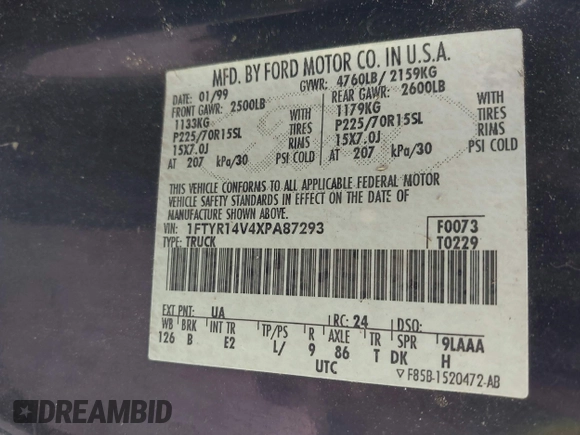 MFD. BY FORD MOTOR CO. IN U.S.A.
DATE 01/99 GVWR: 4760LB/ 2159KG
FRONT GAWR: 2500LB REAR GAWR: 2600LB
1133KG WITH 1179KG WITH
P225/70R15SL TIRES P225/70R15SL TIRES
15X7.0J RIMS 15X7.0J RIMS
AT 207 kPa/30 PSI COLD AT 207 kPa/30 PSI COLD
THIS VEHICLE CONFORMS TO ALL APPLICABLE FEDERAL MOTOR
VEHICLE SAFETY STANDARDS IN EFFECT ON THE DATE OF
MANUFACTURE SHOWN ABOVE.
VIN: 1FTYR14V4XPA87293 F0073
TYPE: TRUCK T0229
EXT PNT: UA RC: 24 DSO:
WB BRK INT TR TP/PS R AXLE TR SPR 9LAAA
126 B E2 L/ 9 86 T DK H
UTC ▽ F85B-1520472-AB
DREAMBID